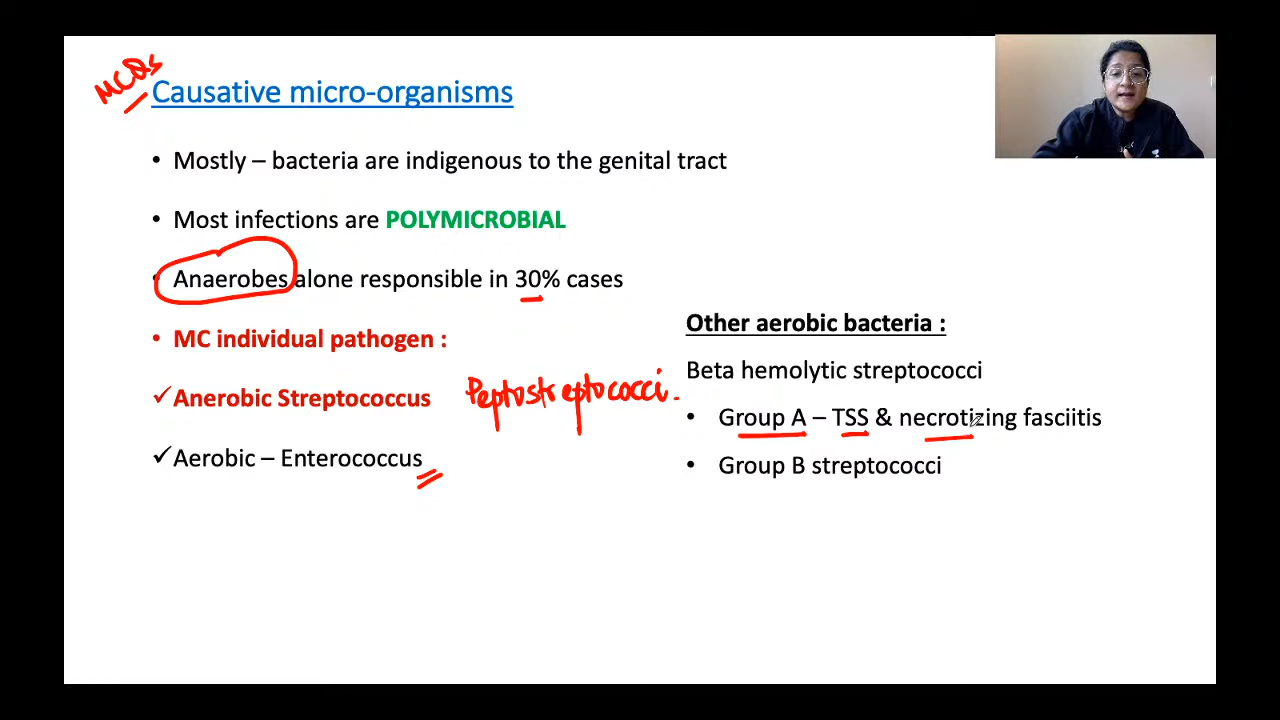 MCQs
Causative micro-organisms
• Mostly – bacteria are indigenous to the genital tract
• Most infections are POLYMICROBIAL
• Anaerobes alone responsible in 30% cases
• MC individual pathogen :
✓Anerobic Streptococcus Peptostreptococci.
✓Aerobic – Enterococcus
Other aerobic bacteria :
Beta hemolytic streptococci
• Group A – TSS & necrotizing fasciitis
• Group B streptococci